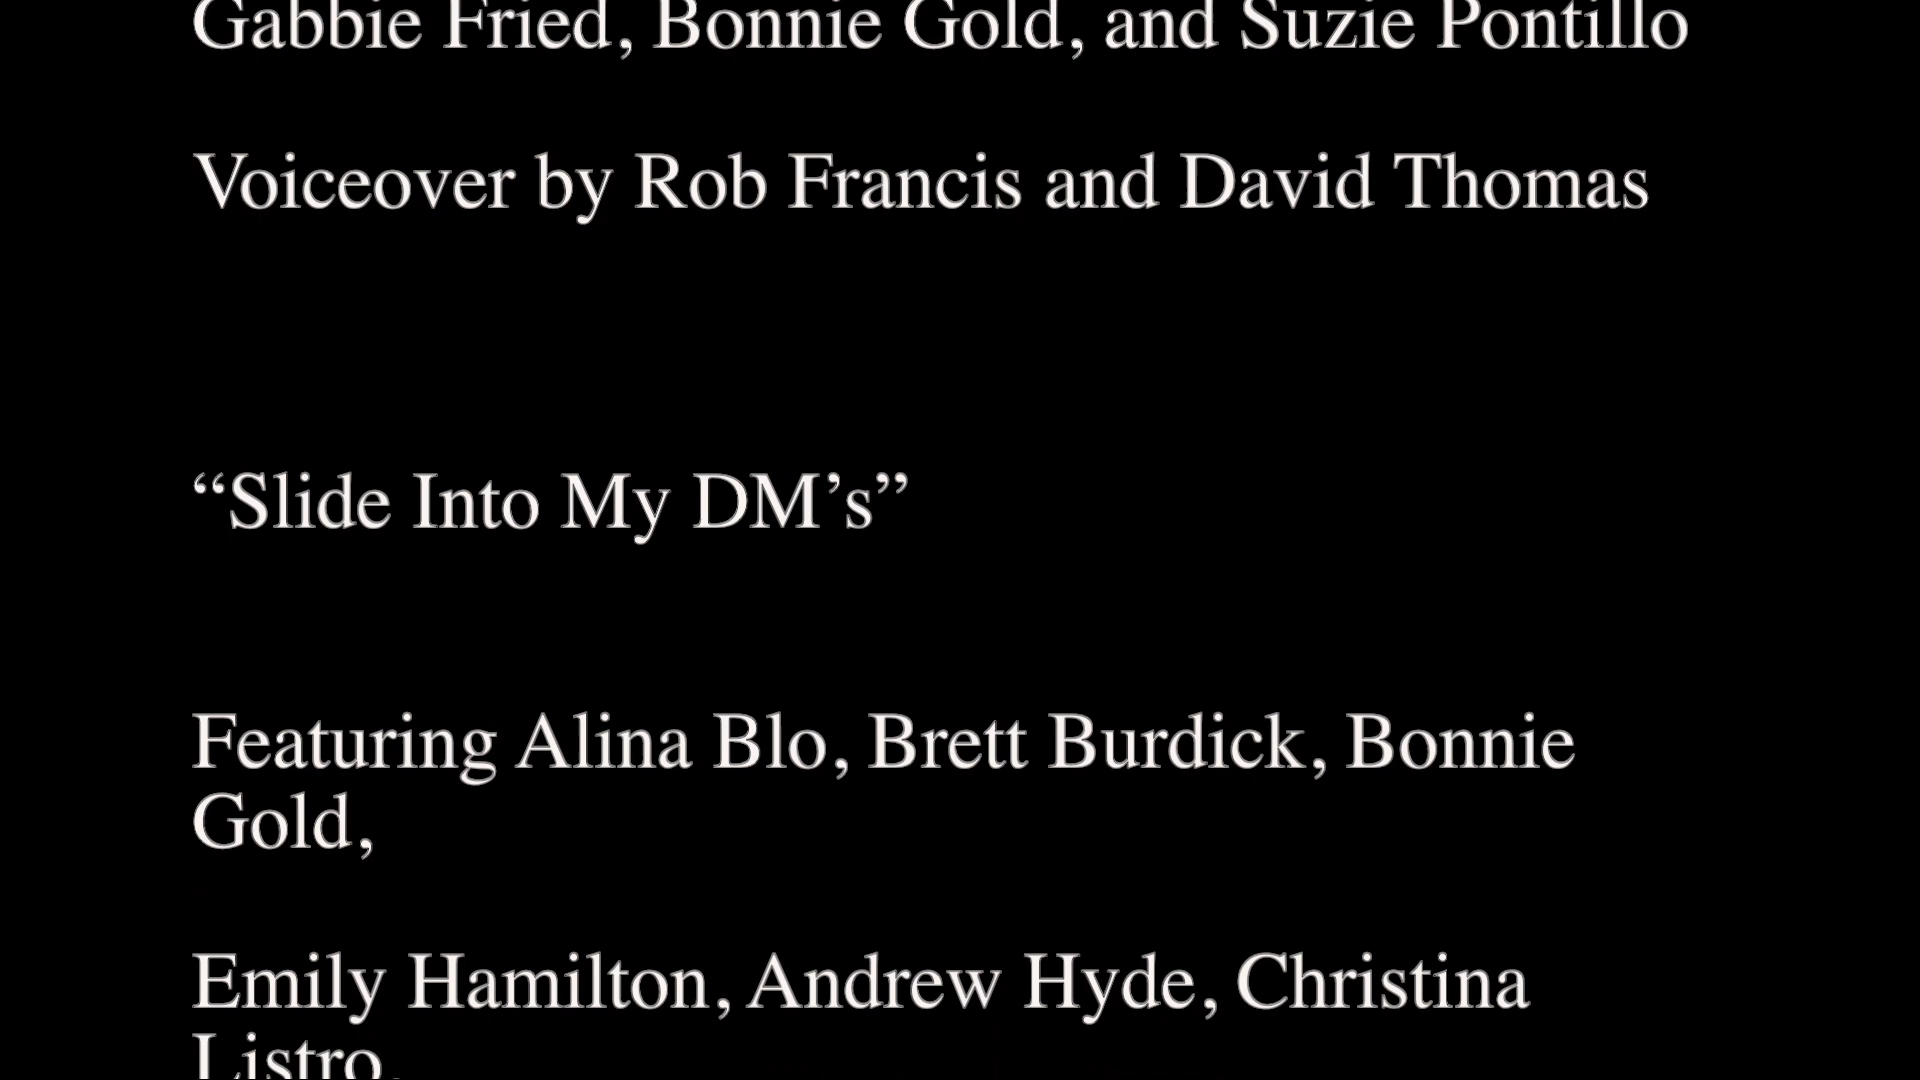 Gabbie Fried, Bonnie Gold, and Suzie Pontillo
Voiceover by Rob Francis and David Thomas
“Slide Into My DM’s”
Featuring Alina Blo, Brett Burdick, Bonnie
Gold,
Emily Hamilton, Andrew Hyde, Christina
Listro,